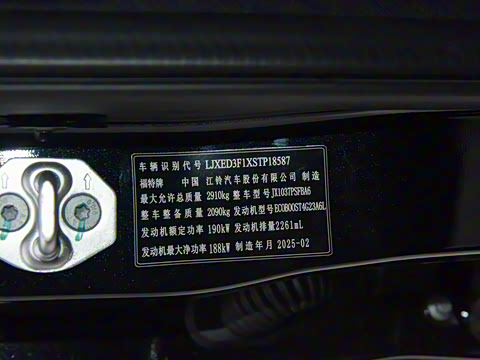 车辆识别代号 LJXED3F1XSTP18587
福特牌 中国 江铃汽车股份有限公司 制造
最大允许总质量 2910kg 整车型号 JX1037PSFBA6
整车整备质量 2090kg 发动机型号 ECOBOOST4G23A6L
发动机额定功率 190kW 发动机排量 2261mL
发动机最大净功率 188kW 制造年月 2025-02